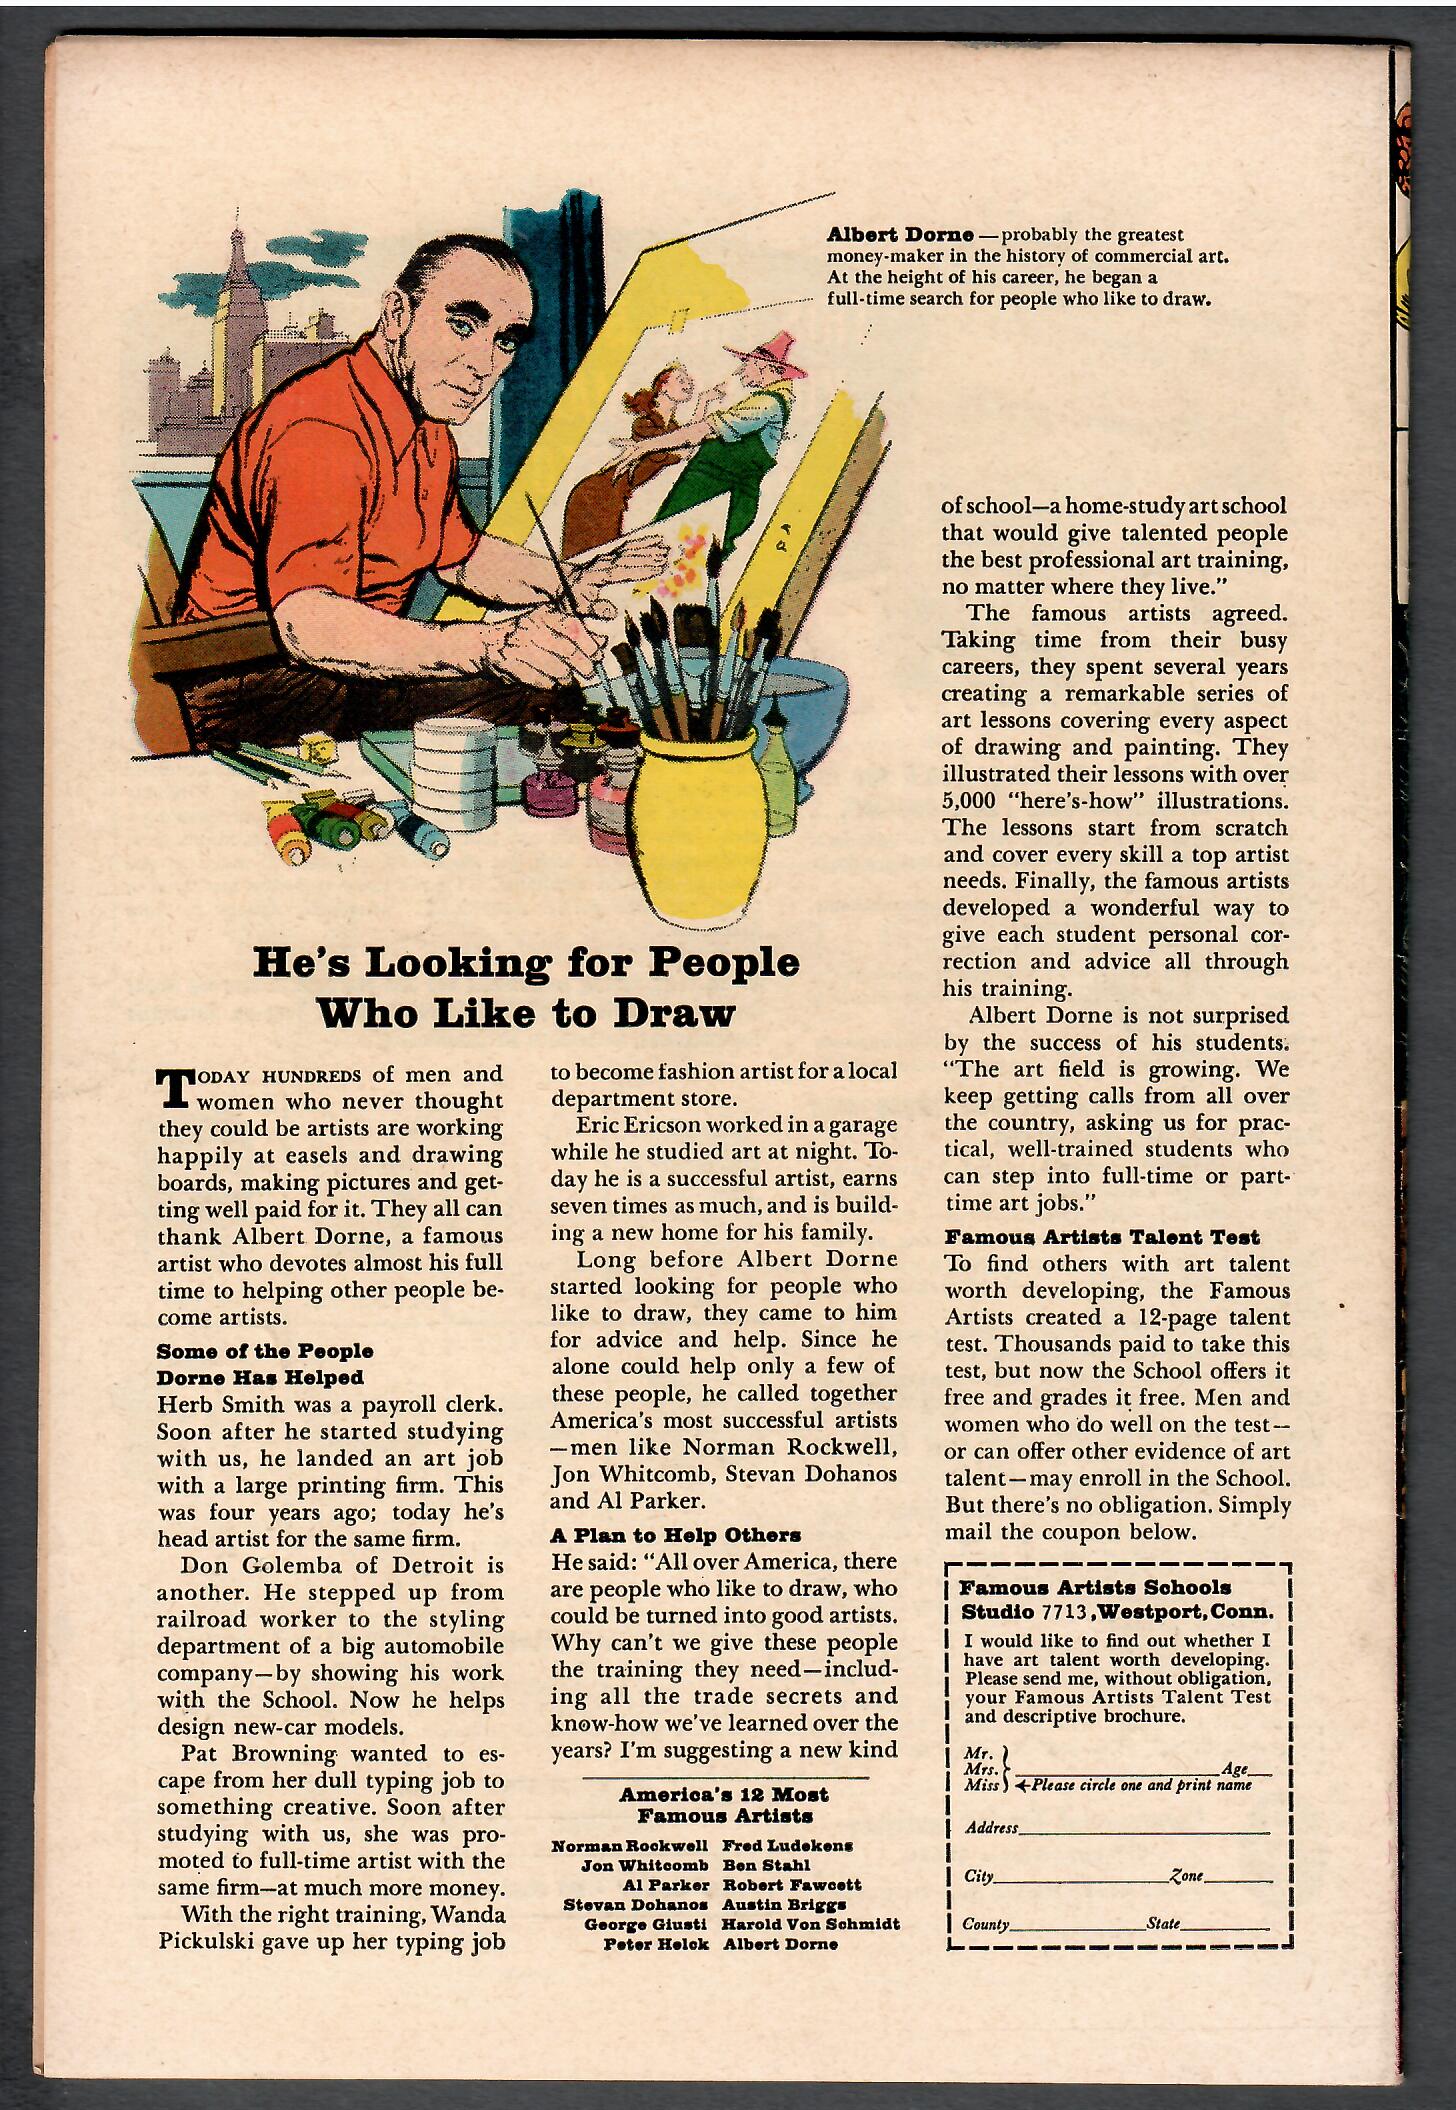 Albert Dorne — probably the greatest
money-maker in the history of commercial art.
At the height of his career, he began a
full-time search for people who like to draw.
He's Looking for People
Who Like to Draw
TODAY HUNDREDS of men and
women who never thought
they could be artists are working
happily at easels and drawing
boards, making pictures and get-
ting well paid for it. They all can
thank Albert Dorne, a famous
artist who devotes almost his full
time to helping other people be-
come artists.
Some of the People
Dorne Has Helped
Herb Smith was a payroll clerk.
Soon after he started studying
with us, he landed an art job
with a large printing firm. This
was four years ago; today he's
head artist for the same firm.
Don Golemba of Detroit is
another. He stepped up from
railroad worker to the styling
department of a big automobile
company—by showing his work
with the School. Now he helps
design new-car models.
Pat Browning wanted to es-
cape from her dull typing job to
something creative. Soon after
studying with us, she was pro-
moted to full-time artist with the
same firm—at much more money.
With the right training, Wanda
Pickulski gave up her typing job
to become fashion artist for a local
department store.
Eric Ericson worked in a garage
while he studied art at night. To-
day he is a successful artist, earns
seven times as much, and is build-
ing a new home for his family.
Long before Albert Dorne
started looking for people who
like to draw, they came to him
for advice and help. Since he
alone could help only a few of
these people, he called together
America's most successful artists
—men like Norman Rockwell,
Jon Whitcomb, Stevan Dohanos
and Al Parker.
A Plan to Help Others
He said: “All over America, there
are people who like to draw, who
could be turned into good artists.
Why can't we give these people
the training they need—includ-
ing all the trade secrets and
know-how we've learned over the
years? I'm suggesting a new kind
America's 12 Most
Famous Artists
Norman Rockwell Fred Ludekens
Jon Whitcomb Ben Stahl
Al Parker Robert Fawcett
Stevan Dohanos Austin Briggs
George Giusti Harold Von Schmidt
Peter Helck Albert Dorne
of school—a home-study art school
that would give talented people
the best professional art training,
no matter where they live.”
The famous artists agreed.
Taking time from their busy
careers, they spent several years
creating a remarkable series of
art lessons covering every aspect
of drawing and painting. They
illustrated their lessons with over
5,000 “here's-how” illustrations.
The lessons start from scratch
and cover every skill a top artist
needs. Finally, the famous artists
developed a wonderful way to
give each student personal cor-
rection and advice all through
his training.
Albert Dorne is not surprised
by the success of his students.
“The art field is growing. We
keep getting calls from all over
the country, asking us for prac-
tical, well-trained students who
can step into full-time or part-
time art jobs.”
Famous Artists Talent Test
To find others with art talent
worth developing, the Famous
Artists created a 12-page talent
test. Thousands paid to take this
test, but now the School offers it
free and grades it free. Men and
women who do well on the test—
or can offer other evidence of art
talent—may enroll in the School.
But there's no obligation. Simply
mail the coupon below.
Famous Artists Schools
Studio 7713, Westport, Conn.
I would like to find out whether I
have art talent worth developing.
Please send me, without obligation,
your Famous Artists Talent Test
and descriptive brochure.
Mr.
Mrs. Age
Miss Please circle one and print name
Address
City Zone
County State